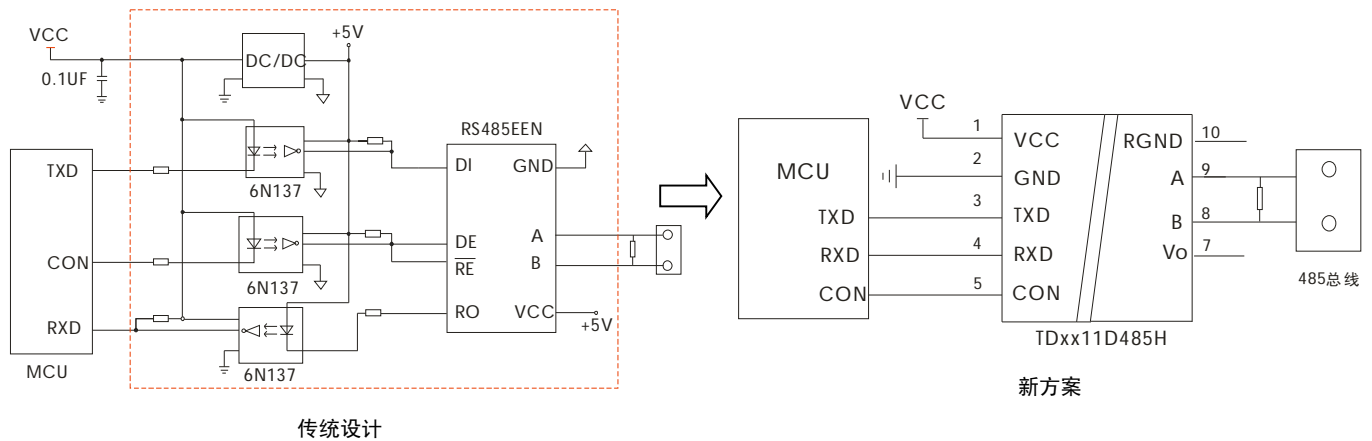 VCC
0.1UF
DC/DC
+5V
TXD
CON
RXD
MCU
6N137
6N137
6N137
RS485EEN
DI
GND
DE
RE
A
B
RO
VCC
+5V
传统设计
MCU
TXD
RXD
CON
VCC
1
2
3
4
5
VCC
GND
TXD
RXD
CON
RGND
A
B
Vo
10
9
8
7
TDxx11D485H
485总线
新方案